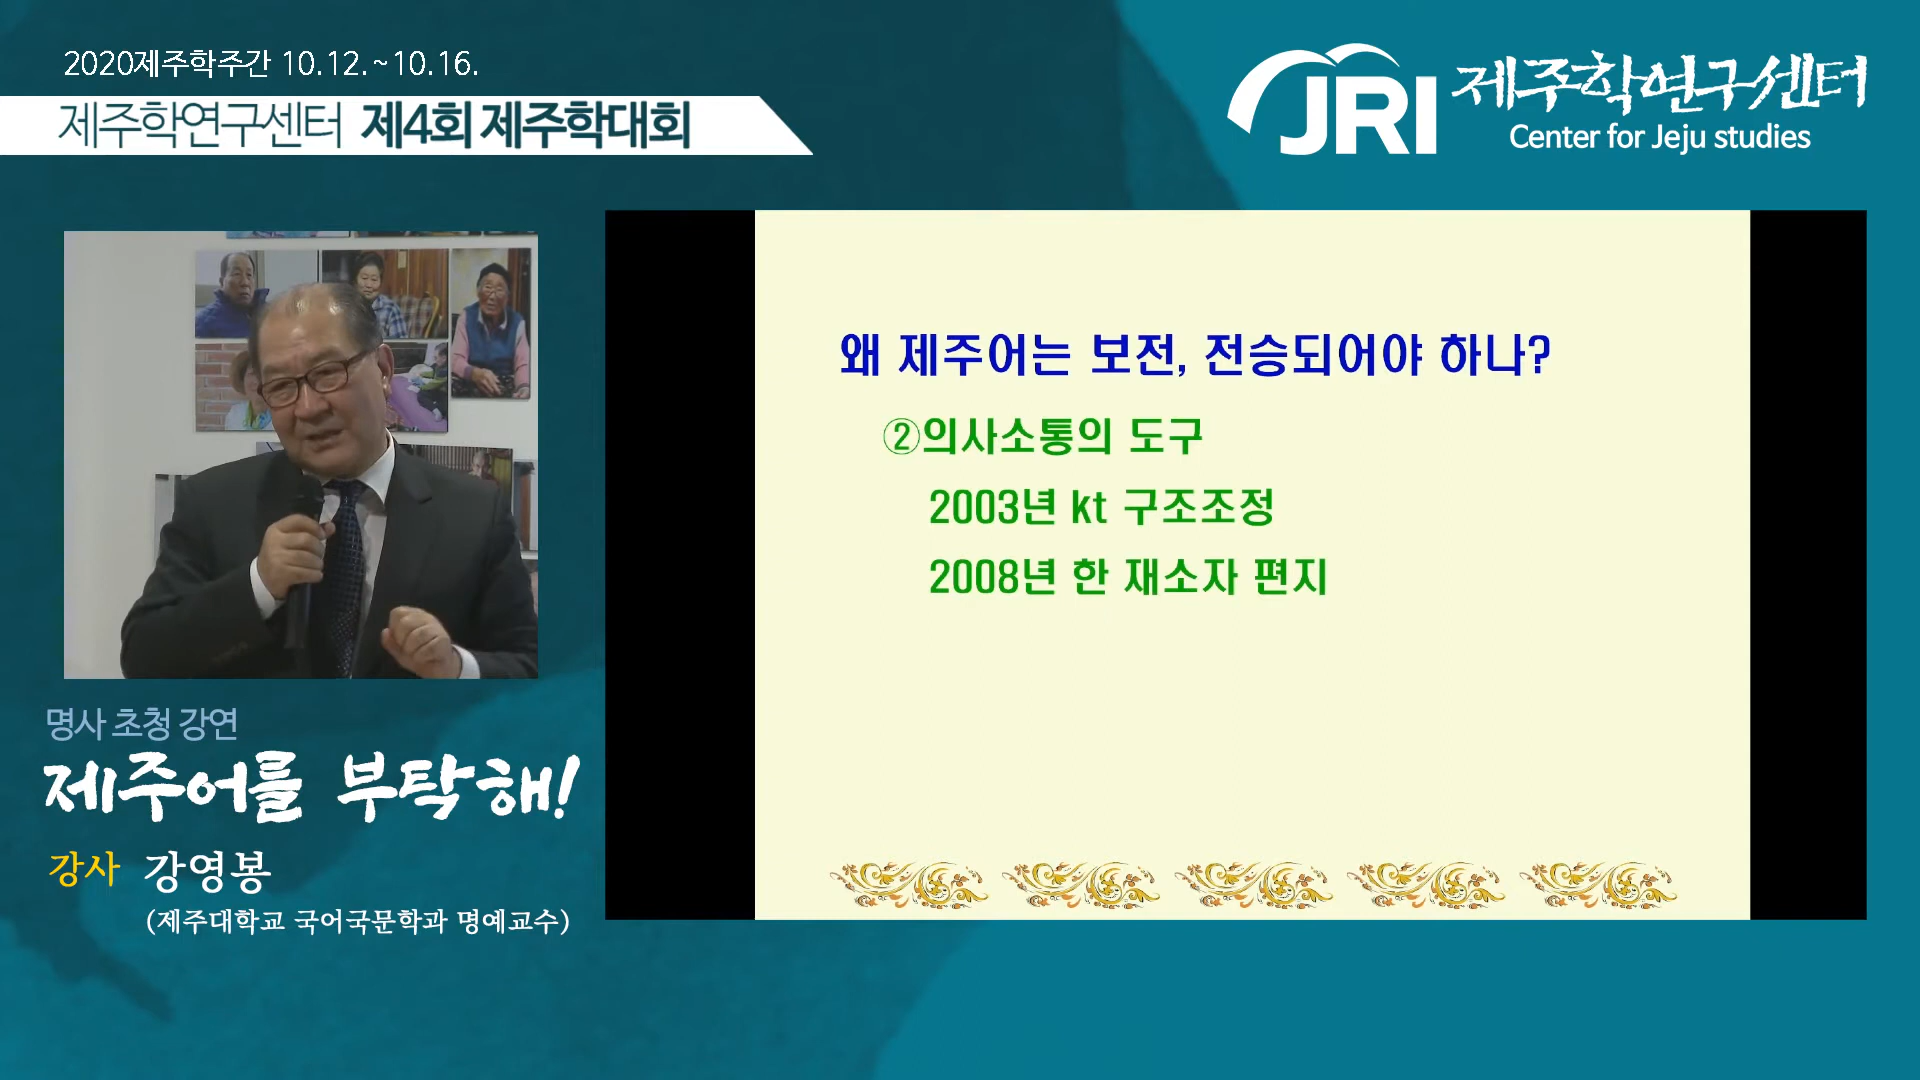 2020제주학주간 10.12.~10.16.
제주학연구센터 제4회 제주학대회
JRI 제주학연구센터
Center for Jeju studies
왜 제주어는 보전, 전승되어야 하나?
②의사소통의 도구
2003년 kt 구조조정
2008년 한 재소자 편지
명사 초청 강연
제주어를 부탁해!
강사 강영봉
(제주대학교 국어국문학과 명예교수)